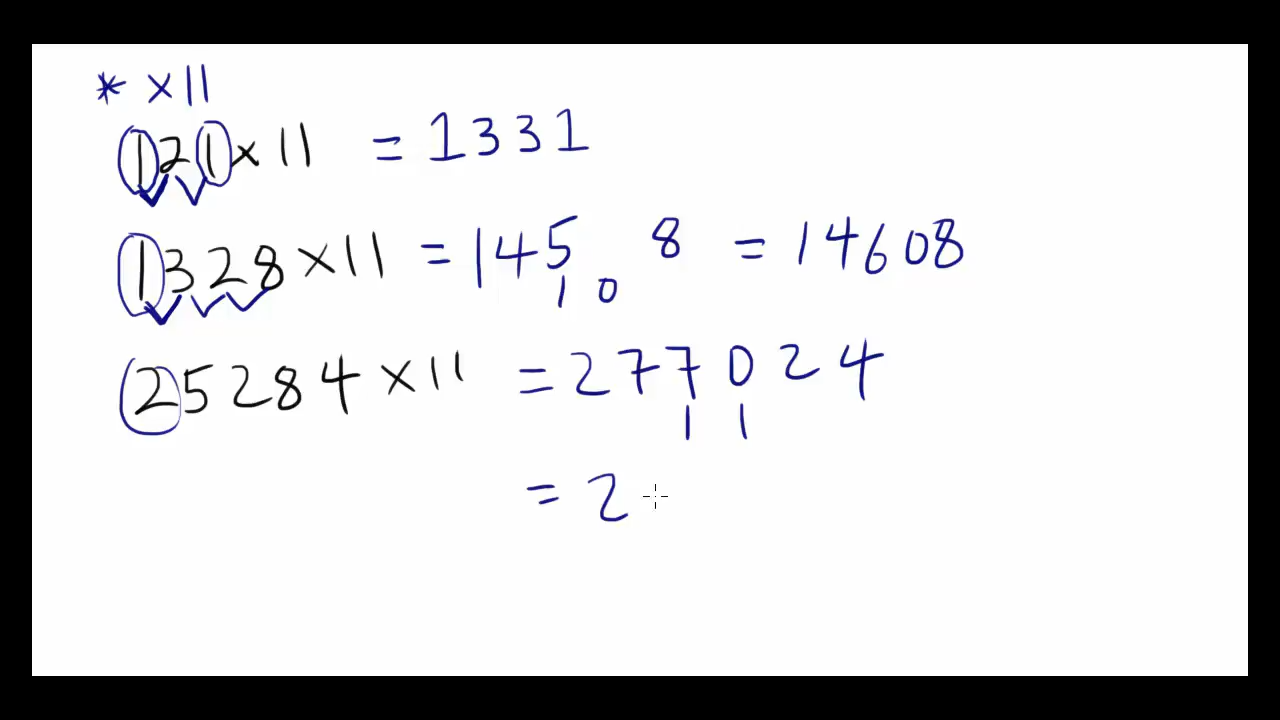 * ×11
121×11 = 1331
1328×11 = 145 8 = 14608
1 0
25284×11 = 277024
1 1
= 2